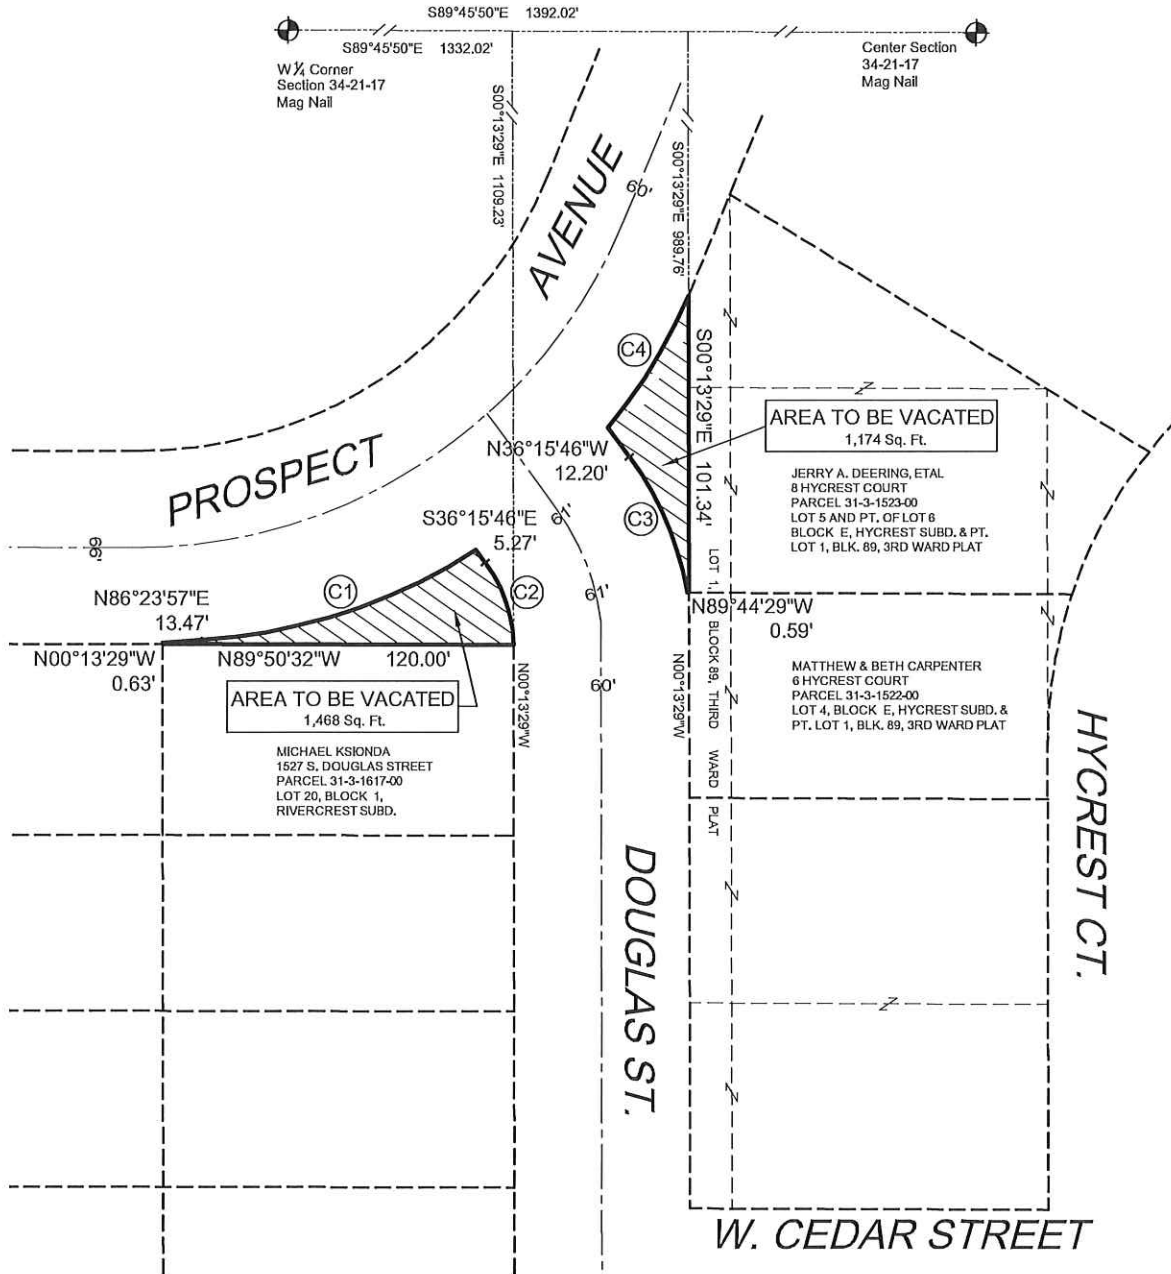 S89°45'50"E 1392.02'
S89°45'50"E 1332.02'
W ¼ Corner
Section 34-21-17
Mag Nail
Center Section
34-21-17
Mag Nail
S00°13'29"E 1109.23'
S00°13'29"E 989.76'
PROSPECT AVENUE
60'
66'
C4
S00°13'29"E 101.34'
AREA TO BE VACATED
1,174 Sq. Ft.
N36°15'46"W
12.20'
C3
JERRY A. DEERING, ETAL
8 HYCREST COURT
PARCEL 31-3-1523-00
LOT 5 AND PT. OF LOT 6
BLOCK E, HYCREST SUBD. & PT.
LOT 1, BLK. 89, 3RD WARD PLAT
61'
S36°15'46"E
5.27'
C1
C2
61'
N86°23'57"E
13.47'
N89°44'29"W
0.59'
N00°13'29"W
0.63'
N89°50'32"W 120.00'
N00°13'29"W
60'
N00°13'29"W
LOT 1, BLOCK 89, THIRD WARD PLAT
AREA TO BE VACATED
1,468 Sq. Ft.
MATTHEW & BETH CARPENTER
6 HYCREST COURT
PARCEL 31-3-1522-00
LOT 4, BLOCK E, HYCREST SUBD. &
PT. LOT 1, BLK. 89, 3RD WARD PLAT
MICHAEL KSIONDA
1527 S. DOUGLAS STREET
PARCEL 31-3-1617-00
LOT 20, BLOCK 1,
RIVERCREST SUBD.
HYCREST CT.
DOUGLAS ST.
W. CEDAR STREET